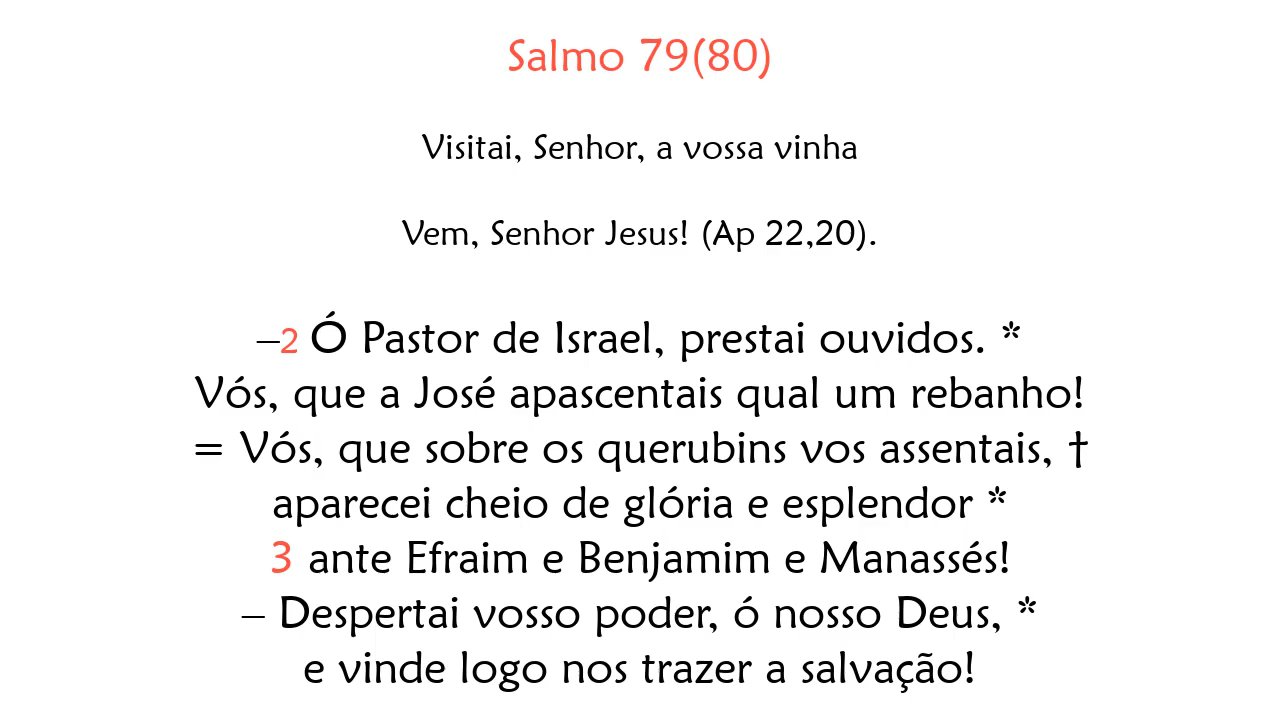 Salmo 79(80)
Visitai, Senhor, a vossa vinha
Vem, Senhor Jesus! (Ap 22,20).
–2 Ó Pastor de Israel, prestai ouvidos. *
Vós, que a José apascentais qual um rebanho!
= Vós, que sobre os querubins vos assentais, †
aparecei cheio de glória e esplendor *
3 ante Efraim e Benjamim e Manassés!
– Despertai vosso poder, ó nosso Deus, *
e vinde logo nos trazer a salvação!